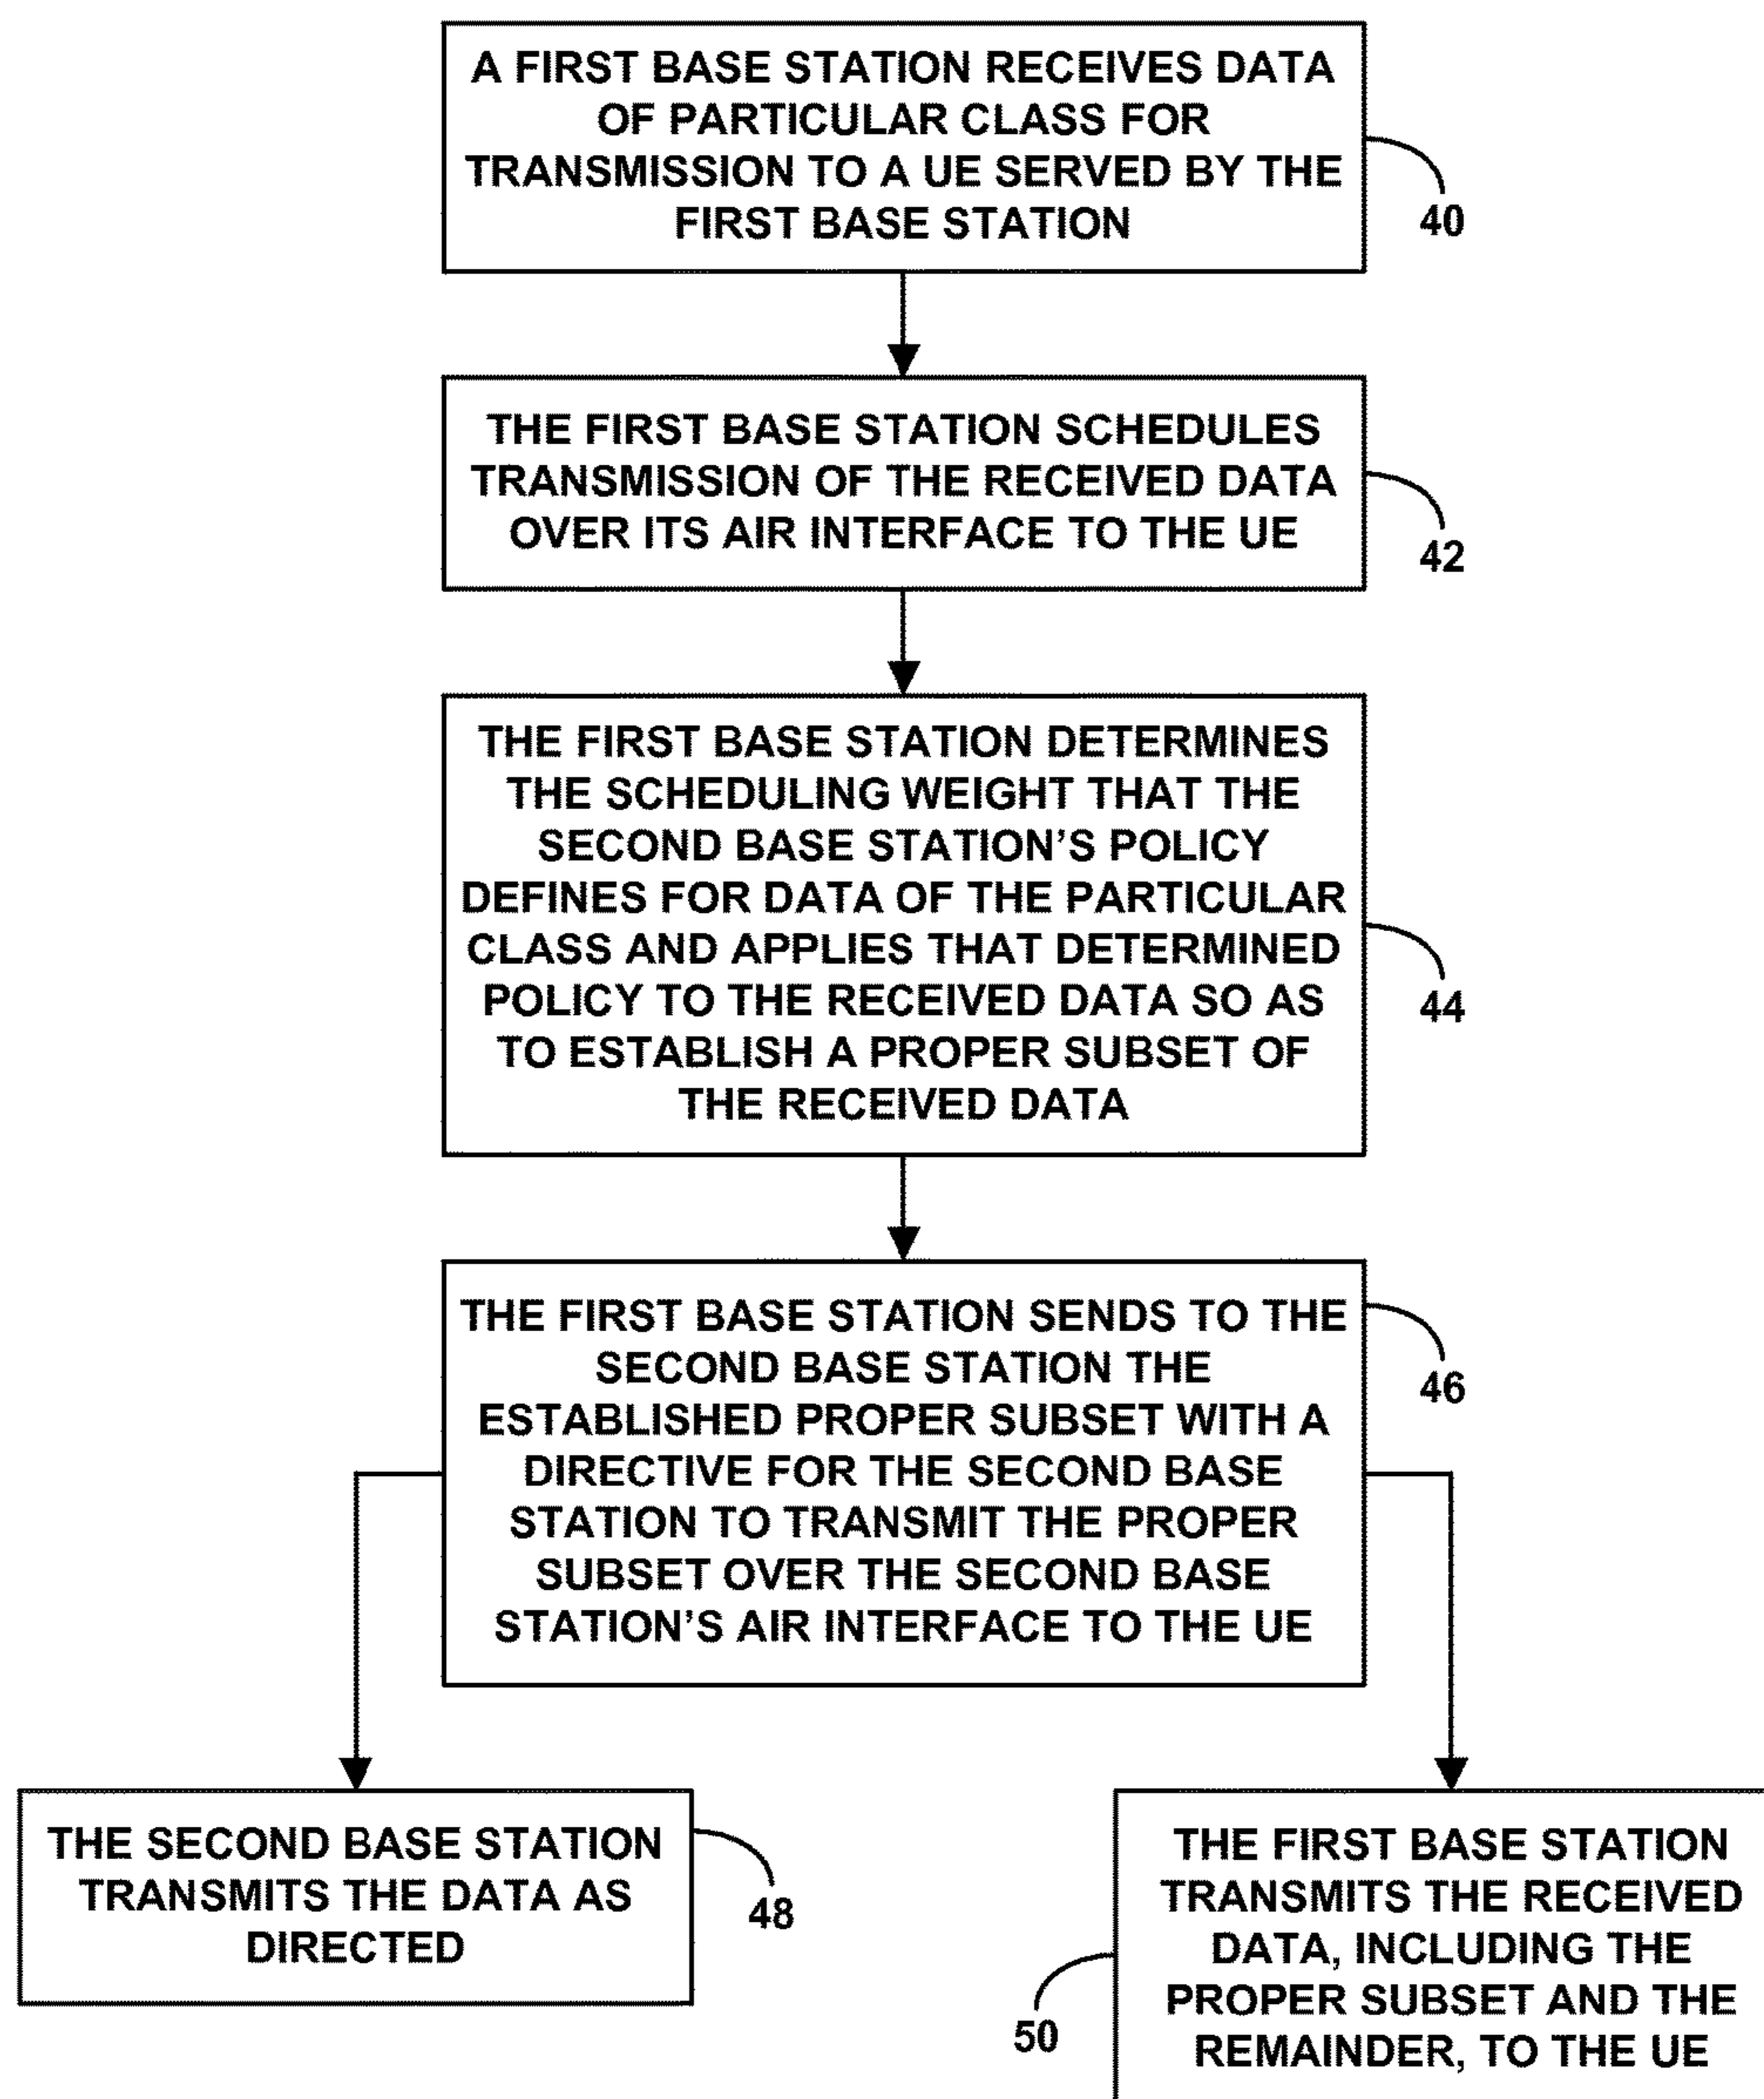 A FIRST BASE STATION RECEIVES DATA
OF PARTICULAR CLASS FOR
TRANSMISSION TO A UE SERVED BY THE
FIRST BASE STATION
40
THE FIRST BASE STATION SCHEDULES
TRANSMISSION OF THE RECEIVED DATA
OVER ITS AIR INTERFACE TO THE UE
42
THE FIRST BASE STATION DETERMINES
THE SCHEDULING WEIGHT THAT THE
SECOND BASE STATION’S POLICY
DEFINES FOR DATA OF THE PARTICULAR
CLASS AND APPLIES THAT DETERMINED
POLICY TO THE RECEIVED DATA SO AS
TO ESTABLISH A PROPER SUBSET OF
THE RECEIVED DATA
44
THE FIRST BASE STATION SENDS TO THE
SECOND BASE STATION THE
ESTABLISHED PROPER SUBSET WITH A
DIRECTIVE FOR THE SECOND BASE
STATION TO TRANSMIT THE PROPER
SUBSET OVER THE SECOND BASE
STATION’S AIR INTERFACE TO THE UE
46
THE SECOND BASE STATION
TRANSMITS THE DATA AS
DIRECTED
48
THE FIRST BASE STATION
TRANSMITS THE RECEIVED
DATA, INCLUDING THE
PROPER SUBSET AND THE
REMAINDER, TO THE UE
50